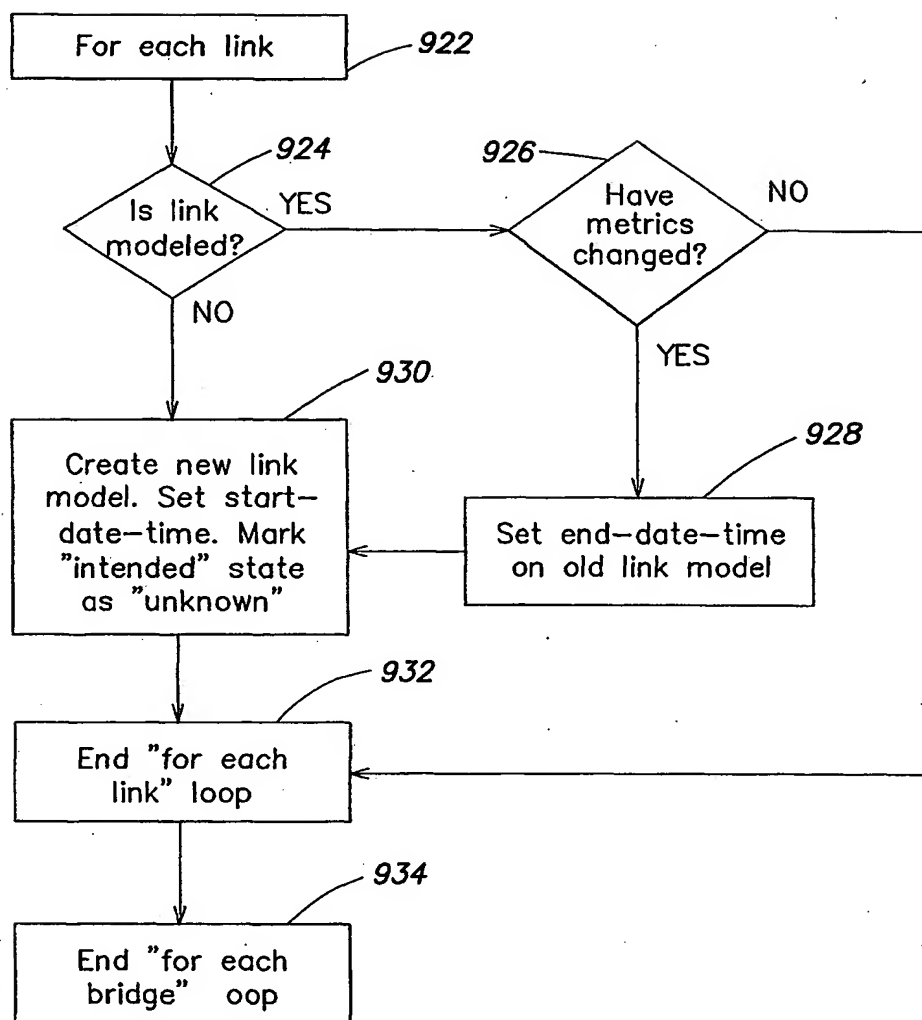 For each link
922
924
Is link
modeled?
YES
NO
926
Have
metrics
changed?
NO
YES
930
Create new link
model. Set start-
date-time. Mark
"intended" state
as "unknown"
928
Set end-date-time
on old link model
932
End "for each
link" loop
934
End "for each
bridge" oop